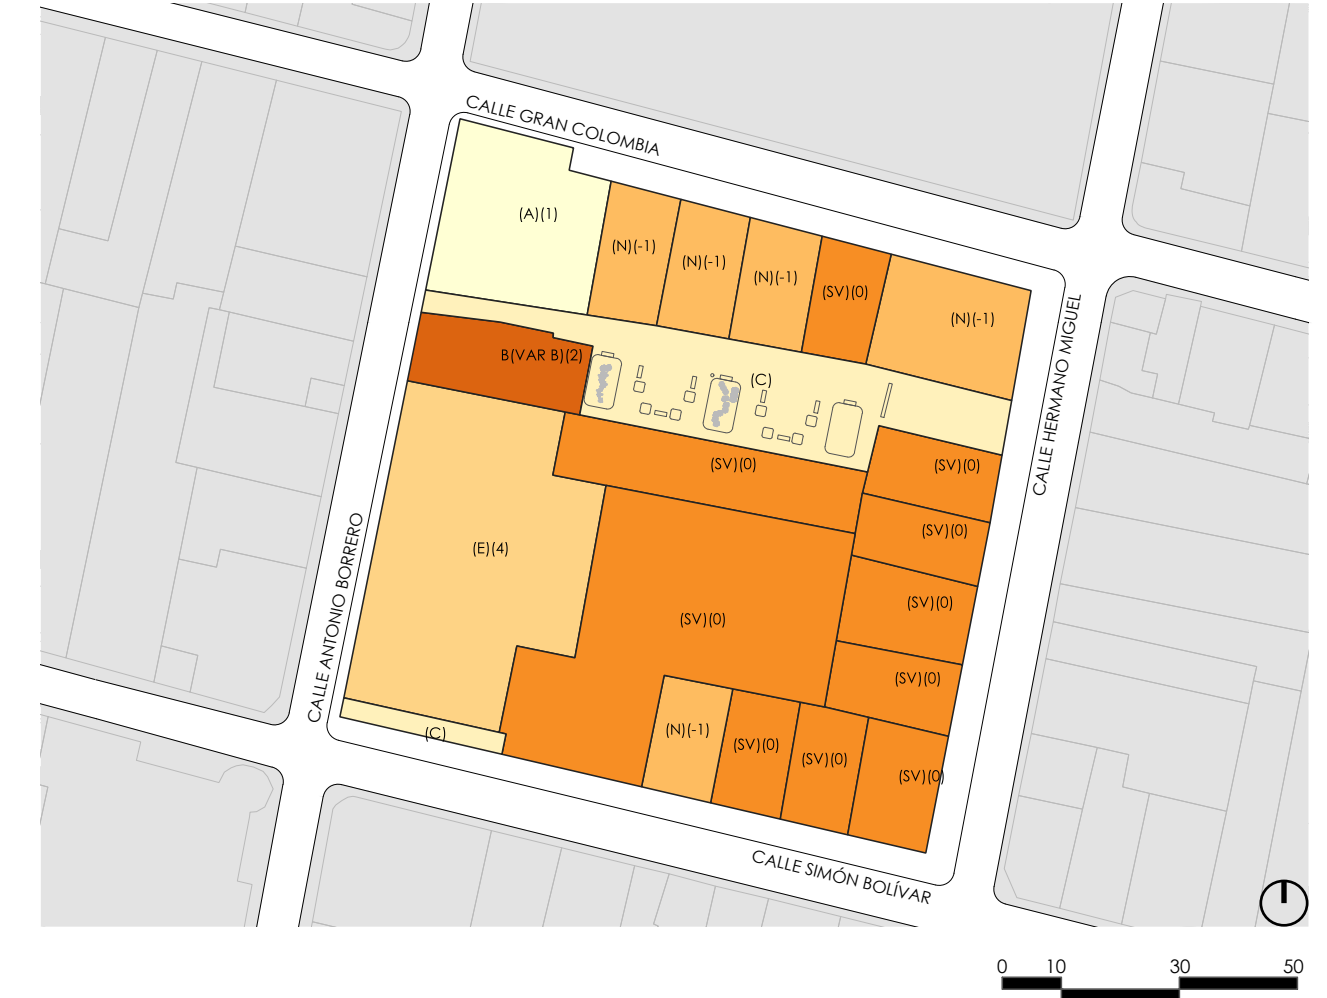 CALLE GRAN COLOMBIA
(A)(1)
(N)(-1)
(N)(-1)
(N)(-1)
(SV)(0)
(N)(-1)
CALLE HERMANO MIGUEL
B(VAR B)(2)
(C)
(SV)(0)
(SV)(0)
(SV)(0)
(E)(4)
(SV)(0)
(SV)(0)
(SV)(0)
CALLE ANTONIO BORRERO
(C)
(N)(-1)
(SV)(0)
(SV)(0)
(SV)(0)
CALLE SIMÓN BOLÍVAR
0 10 30 50